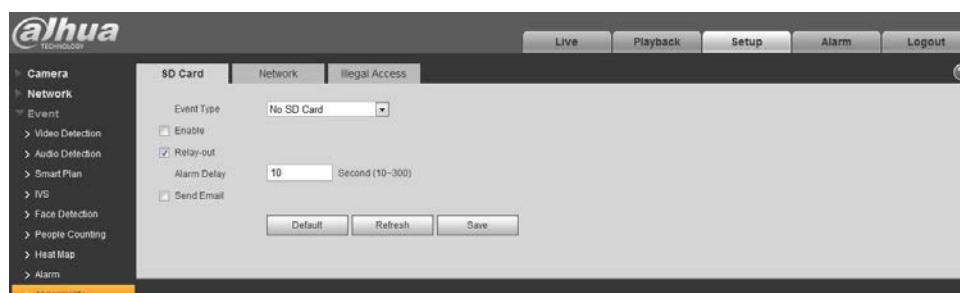 alhua
TECHNOLOGY
Live Playback Setup Alarm Logout
Camera
Network
Event
Video Detection
Audio Detection
Smart Plan
IVS
Face Detection
People Counting
Heat Map
Alarm
SD Card Network Illegal Access
Event Type No SD Card
Enable
Relay-out
Alarm Delay 10 Second (10~300)
Send Email
Default Refresh Save